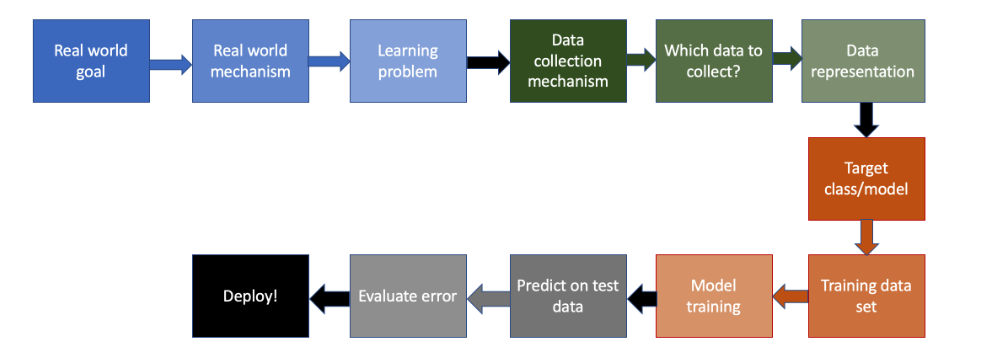 Real world
goal
Real world
mechanism
Learning
problem
Data
collection
mechanism
Which data to
collect?
Data
representation
Target
class/model
Training data
set
Model
training
Predict on test
data
Evaluate error
Deploy!